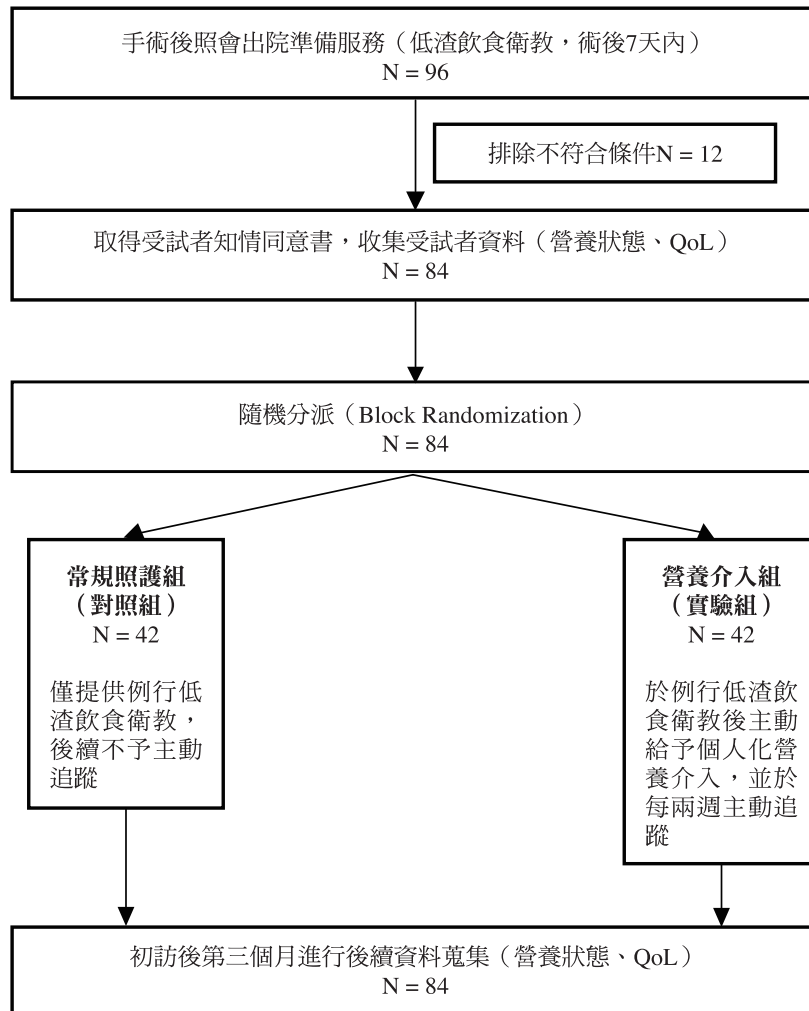 手術後照會出院準備服務（低渣飲食衛教，術後7天內）
N = 96
排除不符合條件N = 12
取得受試者知情同意書，收集受試者資料（營養狀態、QoL）
N = 84
隨機分派（Block Randomization）
N = 84
常規照護組
（對照組）
N = 42
僅提供例行低
渣飲食衛教，
後續不予主動
追蹤
營養介入組
（實驗組）
N = 42
於例行低渣飲
食衛教後主動
給予個人化營
養介入，並於
每兩週主動追
蹤
初訪後第三個月進行後續資料蒐集（營養狀態、QoL）
N = 84